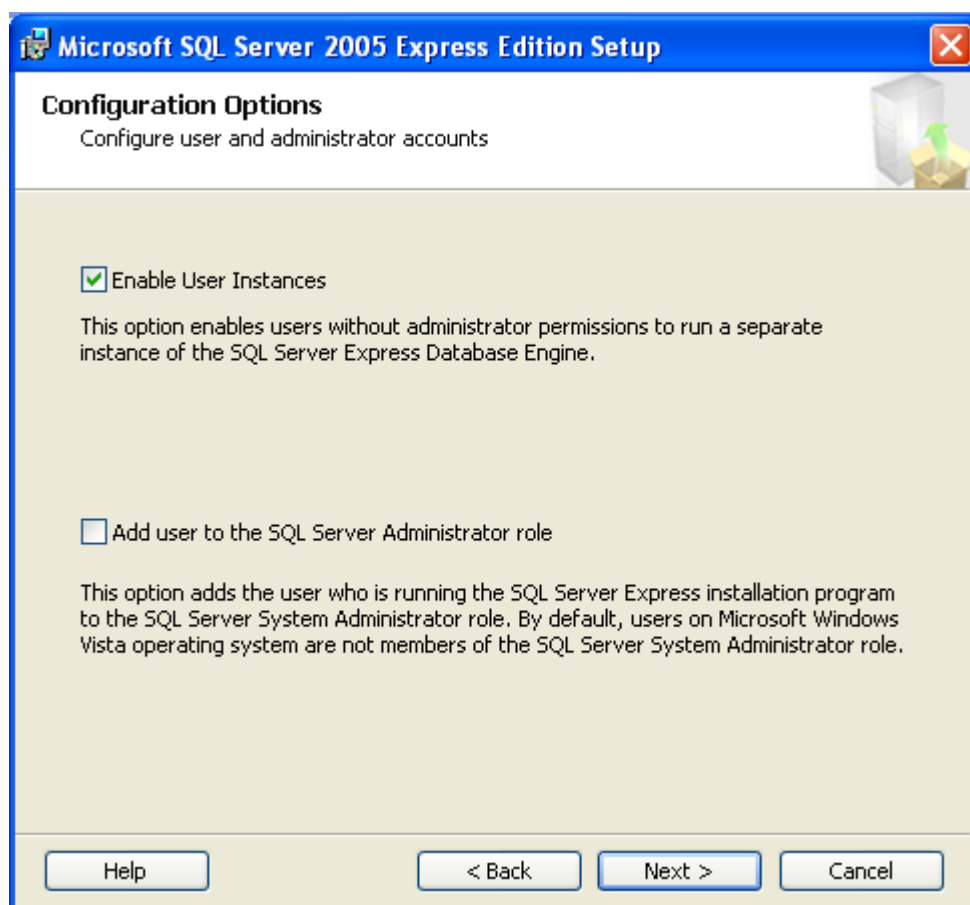 Microsoft SQL Server 2005 Express Edition Setup
Configuration Options
Configure user and administrator accounts
Enable User Instances
This option enables users without administrator permissions to run a separate
instance of the SQL Server Express Database Engine.
Add user to the SQL Server Administrator role
This option adds the user who is running the SQL Server Express installation program
to the SQL Server System Administrator role. By default, users on Microsoft Windows
Vista operating system are not members of the SQL Server System Administrator role.
Help
< Back
Next >
Cancel